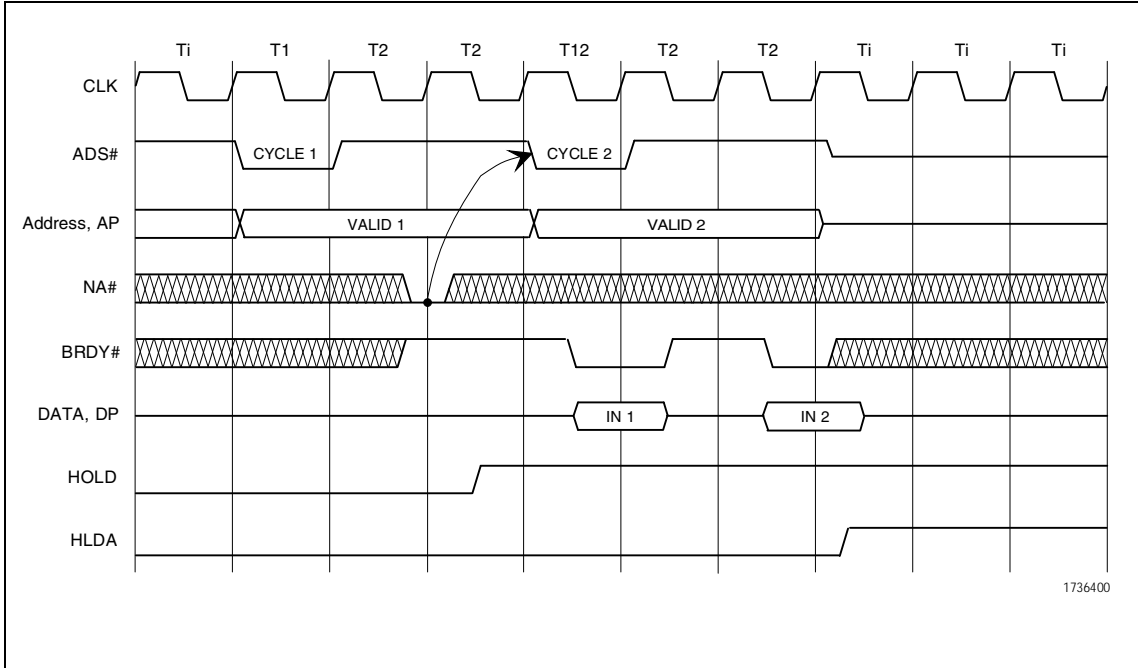 Ti T1 T2 T2 T12 T2 T2 Ti Ti Ti
CLK
ADS# CYCLE 1 CYCLE 2
Address, AP VALID 1 VALID 2
NA#
BRDY#
DATA, DP IN 1 IN 2
HOLD
HLDA
1736400